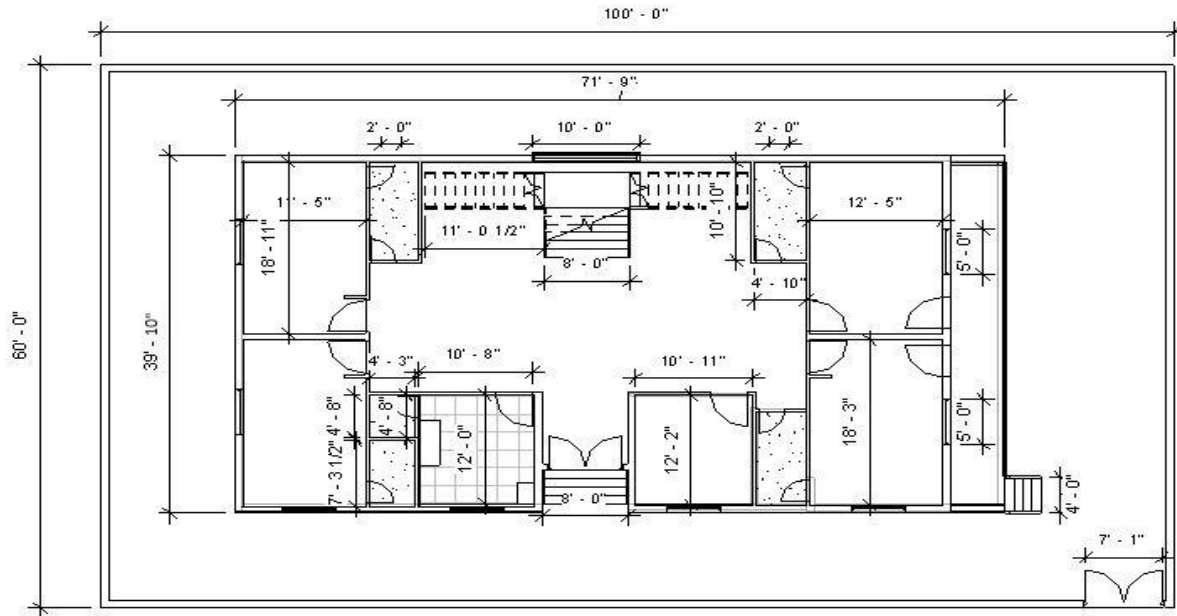 100' - 0"
71' - 9"
2' - 0"
10' - 0"
2' - 0"
11' - 5"
12' - 5"
18' - 11"
11' - 0 1/2"
10' - 10"
5' - 0"
8' - 0"
4' - 10"
60' - 0"
39' - 10"
4' - 3"
10' - 8"
10' - 11"
4' - 8"
4' - 8"
12' - 0"
12' - 2"
18' - 3"
5' - 0"
7' - 3 1/2"
8' - 0"
4' - 0"
7' - 1"